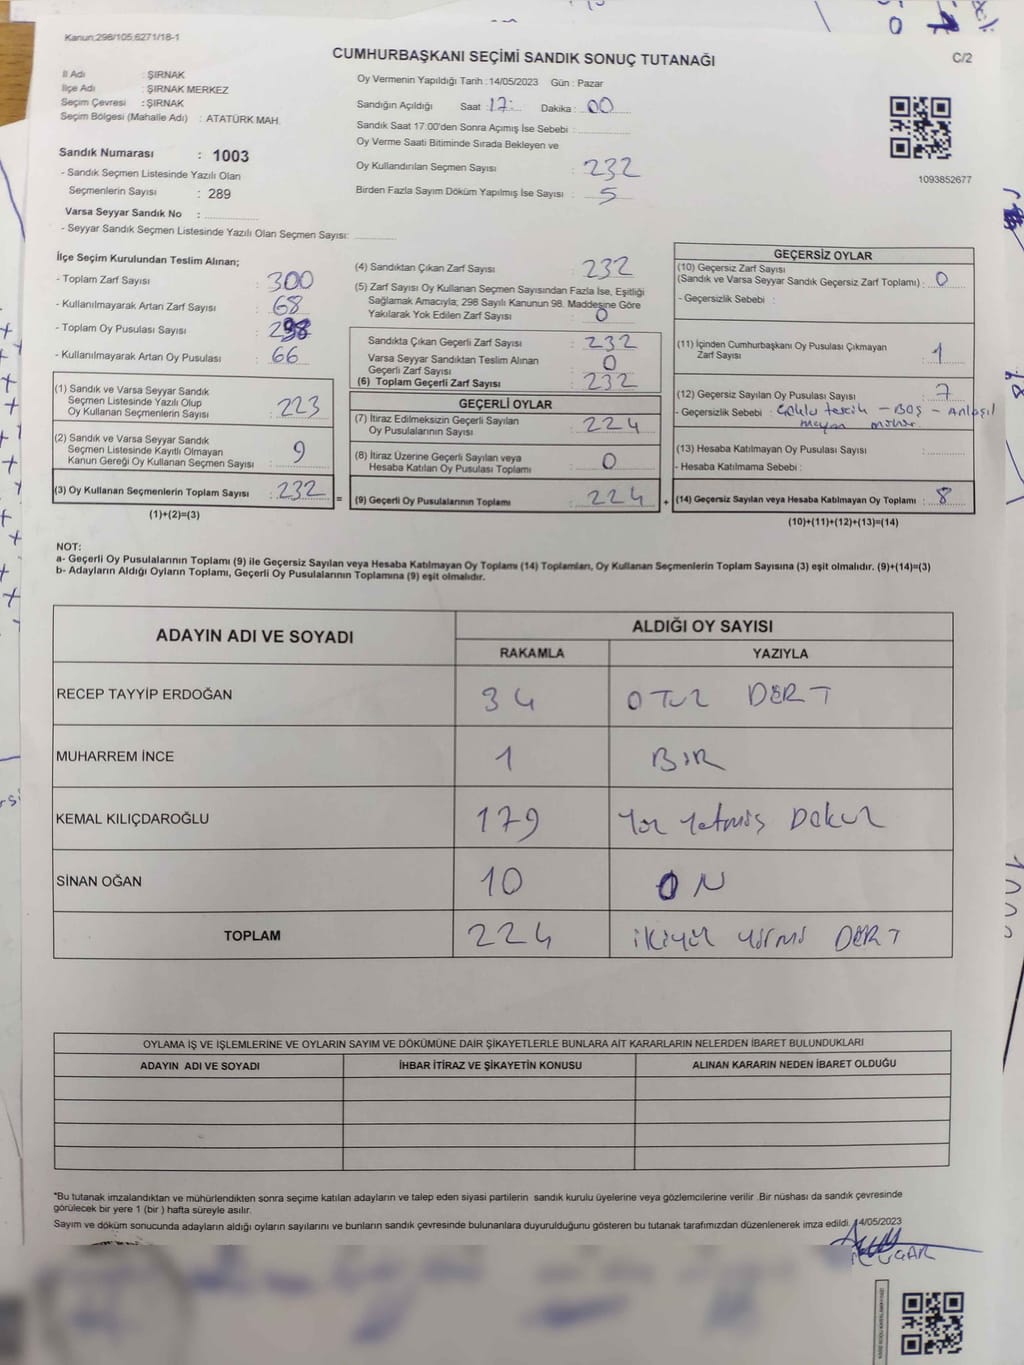 Kanun;298/105,6271/18-1
CUMHURBAŞKANI SEÇİMİ SANDIK SONUÇ TUTANAĞI
C/2
İl Adı : ŞIRNAK
İlçe Adı : ŞIRNAK MERKEZ
Seçim Çevresi : ŞIRNAK
Seçim Bölgesi (Mahalle Adı) : ATATÜRK MAH.
Oy Vermenin Yapıldığı Tarih : 14/05/2023 Gün : Pazar
Sandığın Açıldığı Saat : 17: Dakika : 00
Sandık Saat 17.00'den Sonra Açımış İse Sebebi :
Oy Verme Saati Bitiminde Sırada Bekleyen ve
Oy Kullandırılan Seçmen Sayısı : 232
Birden Fazla Sayım Döküm Yapılmış İse Sayısı : 5
1093852677
Sandık Numarası : 1003
- Sandık Seçmen Listesinde Yazılı Olan
Seçmenlerin Sayısı : 289
Varsa Seyyar Sandık No :
- Seyyar Sandık Seçmen Listesinde Yazılı Olan Seçmen Sayısı:
İlçe Seçim Kurulundan Teslim Alınan;
- Toplam Zarf Sayısı : 300
- Kullanılmayarak Artan Zarf Sayısı : 68
- Toplam Oy Pusulası Sayısı :
- Kullanılmayarak Artan Oy Pusulası : 66
(1) Sandık ve Varsa Seyyar Sandık
Seçmen Listesinde Yazılı Olup
Oy Kullanan Seçmenlerin Sayısı : 223
(2) Sandık ve Varsa Seyyar Sandık
Seçmen Listesinde Kayıtlı Olmayan
Kanun Gereği Oy Kullanan Seçmen Sayısı : 9
(3) Oy Kullanan Seçmenlerin Toplam Sayısı : 232 =
(1)+(2)=(3)
(4) Sandıktan Çıkan Zarf Sayısı : 232
(5) Zarf Sayısı Oy Kullanan Seçmen Sayısından Fazla İse, Eşitliği
Sağlamak Amacıyla; 298 Sayılı Kanunun 98. Maddesine Göre
Yakılarak Yok Edilen Zarf Sayısı : 0
Sandıkta Çıkan Geçerli Zarf Sayısı : 232
Varsa Seyyar Sandıktan Teslim Alınan
Geçerli Zarf Sayısı : 0
(6) Toplam Geçerli Zarf Sayısı : 232
GEÇERLİ OYLAR
(7) İtiraz Edilmeksizin Geçerli Sayılan
Oy Pusulalarının Sayısı : 224
(8) İtiraz Üzerine Geçerli Sayılan veya
Hesaba Katılan Oy Pusulası Toplamı : 0
(9) Geçerli Oy Pusulalarının Toplamı : 224 +
GEÇERSİZ OYLAR
(10) Geçersiz Zarf Sayısı
(Sandık ve Varsa Seyyar Sandık Geçersiz Zarf Toplamı) : 0
- Geçersizlik Sebebi :
(11) İçinden Cumhurbaşkanı Oy Pusulası Çıkmayan
Zarf Sayısı : 1
(12) Geçersiz Sayılan Oy Pusulası Sayısı : 7
- Geçersizlik Sebebi : Çoklu tercih - BOŞ - Anlaşıl
mayan mühür
(13) Hesaba Katılmayan Oy Pusulası Sayısı :
- Hesaba Katılmama Sebebi :
(14) Geçersiz Sayılan veya Hesaba Katılmayan Oy Toplamı : 8
(10)+(11)+(12)+(13)=(14)
NOT:
a- Geçerli Oy Pusulalarının Toplamı (9) ile Geçersiz Sayılan veya Hesaba Katılmayan Oy Toplamı (14) Toplamları, Oy Kullanan Seçmenlerin Toplam Sayısına (3) eşit olmalıdır. (9)+(14)=(3)
b- Adayların Aldığı Oyların Toplamı, Geçerli Oy Pusulalarının Toplamına (9) eşit olmalıdır.
ADAYIN ADI VE SOYADI
ALDIĞI OY SAYISI
RAKAMLA YAZIYLA
RECEP TAYYİP ERDOĞAN 34 OTUZ DÖRT
MUHARREM İNCE 1 BİR
KEMAL KILIÇDAROĞLU 179 Yüz Yetmiş Dokuz
SİNAN OĞAN 10 ON
TOPLAM 224 ikiyüz yirmi DÖRT
OYLAMA İŞ VE İŞLEMLERİNE VE OYLARIN SAYIM VE DÖKÜMÜNE DAİR ŞİKAYETLERLE BUNLARA AİT KARARLARIN NELERDEN İBARET BULUNDUKLARI
ADAYIN ADI VE SOYADI İHBAR İTİRAZ VE ŞİKAYETİN KONUSU ALINAN KARARIN NEDEN İBARET OLDUĞU
*Bu tutanak imzalandıktan ve mühürlendikten sonra seçime katılan adayların ve talep eden siyasi partilerin sandık kurulu üyelerine veya gözlemcilerine verilir .Bir nüshası da sandık çevresinde
görülecek bir yere 1 (bir ) hafta süreyle asılır.
Sayım ve döküm sonucunda adayların aldığı oyların sayılarını ve bunların sandık çevresinde bulunanlara duyurulduğunu gösteren bu tutanak tarafımızdan düzenlenerek imza edildi. 14/05/2023